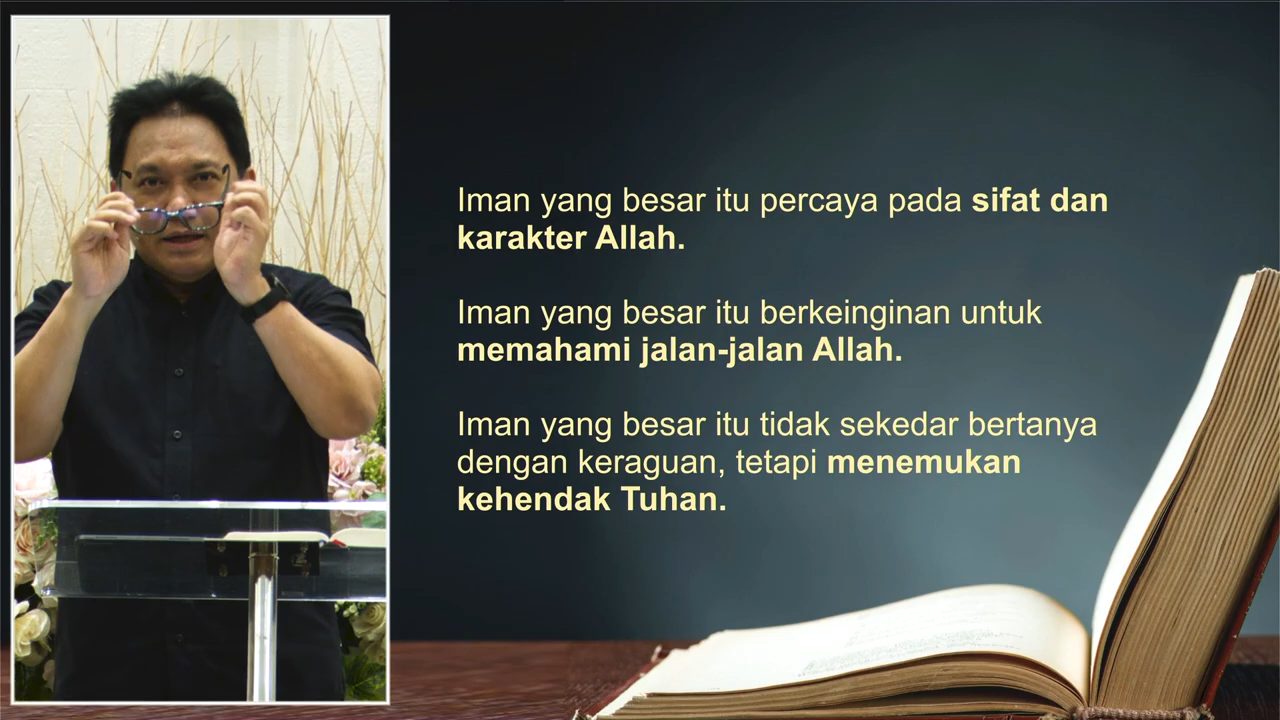 Iman yang besar itu percaya pada sifat dan
karakter Allah.
Iman yang besar itu berkeinginan untuk
memahami jalan-jalan Allah.
Iman yang besar itu tidak sekedar bertanya
dengan keraguan, tetapi menemukan
kehendak Tuhan.